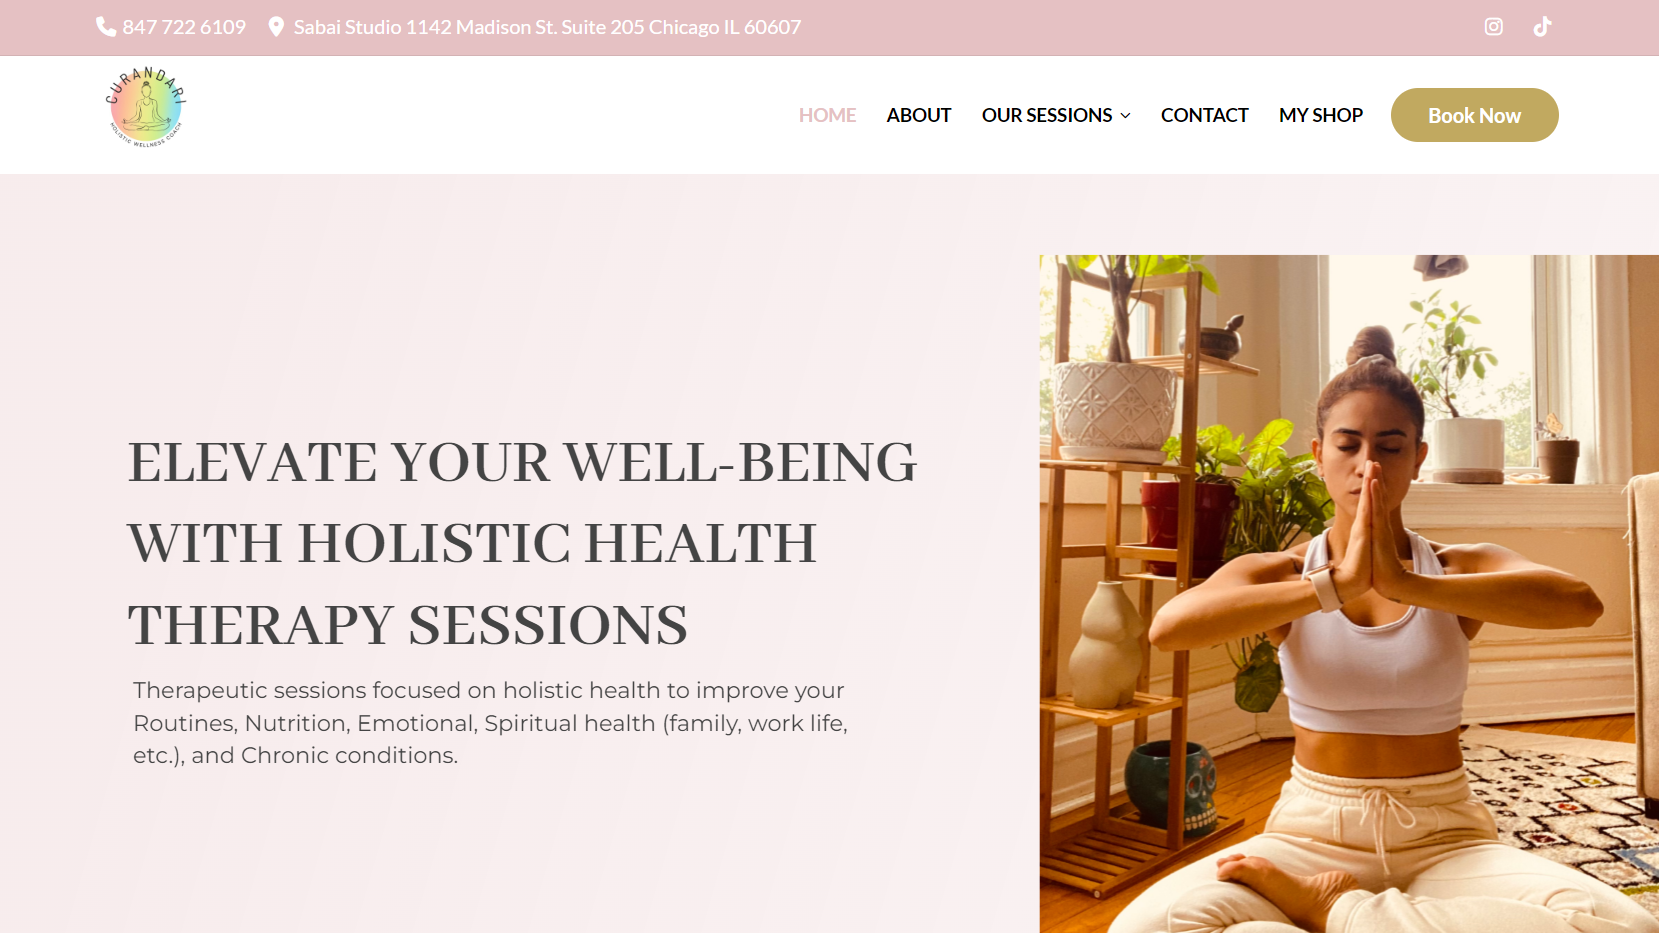 847 722 6109
Sabai Studio 1142 Madison St. Suite 205 Chicago IL 60607
CURANDARI
HOLISTIC WELLNESS COACH
HOME
ABOUT
OUR SESSIONS
CONTACT
MY SHOP
Book Now
ELEVATE YOUR WELL-BEING
WITH HOLISTIC HEALTH
THERAPY SESSIONS
Therapeutic sessions focused on holistic health to improve your
Routines, Nutrition, Emotional, Spiritual health (family, work life,
etc.), and Chronic conditions.